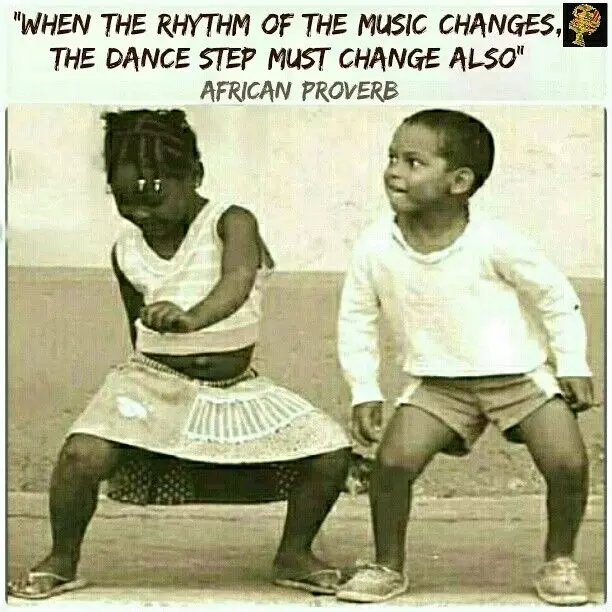 "WHEN THE RHYTHM OF THE MUSIC CHANGES,
THE DANCE STEP MUST CHANGE ALSO"
AFRICAN PROVERB